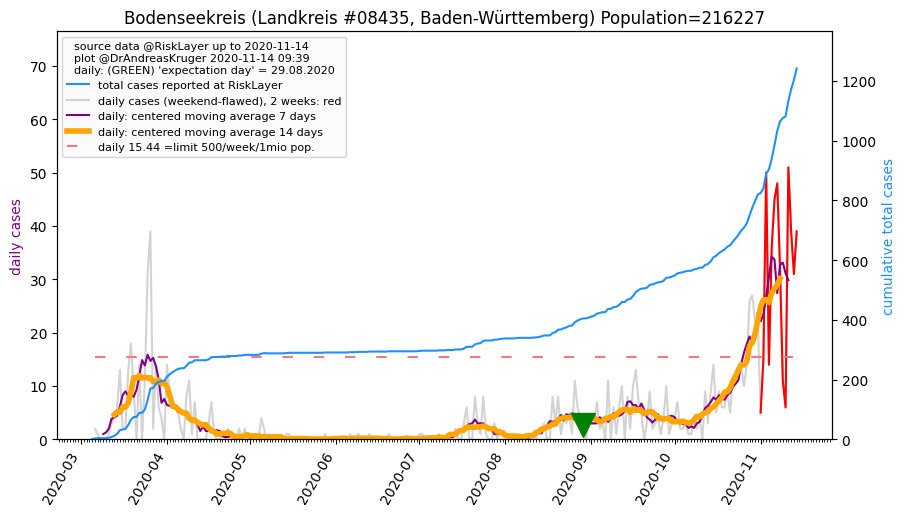 Bodenseekreis (Landkreis #08435, Baden-Württemberg) Population=216227
source data @RiskLayer up to 2020-11-14
plot @DrAndreasKruger 2020-11-14 09:39
daily: (GREEN) 'expectation day' = 29.08.2020
total cases reported at RiskLayer
daily cases (weekend-flawed), 2 weeks: red
daily: centered moving average 7 days
daily: centered moving average 14 days
daily 15.44 =limit 500/week/1mio pop.
daily cases
70
60
50
40
30
20
10
0
cumulative total cases
1200
1000
800
600
400
200
0
2020-03
2020-04
2020-05
2020-06
2020-07
2020-08
2020-09
2020-10
2020-11